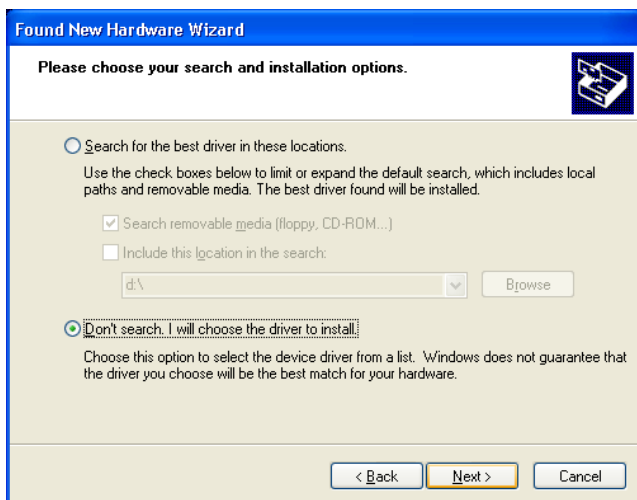 Found New Hardware Wizard
Please choose your search and installation options.
Search for the best driver in these locations.
Use the check boxes below to limit or expand the default search, which includes local
paths and removable media. The best driver found will be installed.
Search removable media (floppy, CD-ROM...)
Include this location in the search:
d:\
Browse
Don't search. I will choose the driver to install.
Choose this option to select the device driver from a list. Windows does not guarantee that
the driver you choose will be the best match for your hardware.
< Back
Next >
Cancel